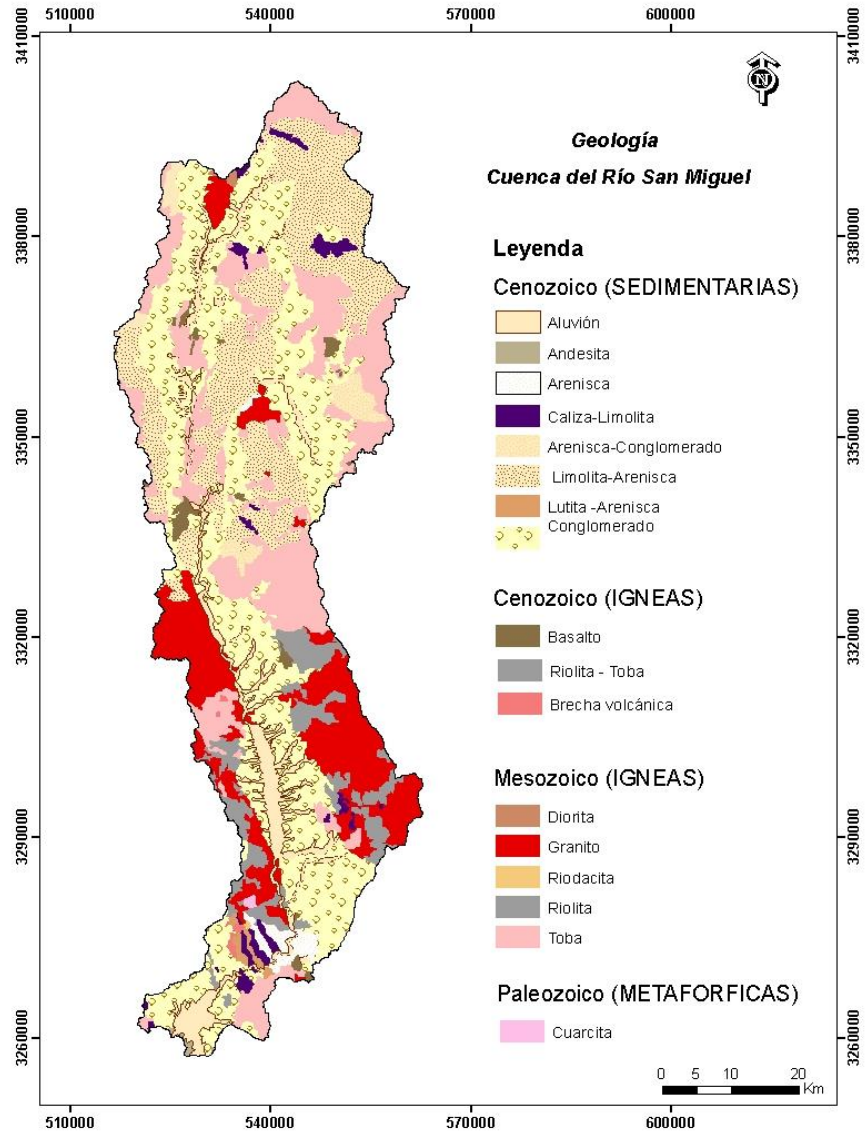 510000 540000 570000 600000
3410000 3410000
N
Geología
Cuenca del Río San Miguel
3380000 3380000
Leyenda
Cenozoico (SEDIMENTARIAS)
Aluvión
Andesita
Arenisca
Caliza-Limolita
3350000 3350000
Arenisca-Conglomerado
Limolita-Arenisca
Lutita -Arenisca
Conglomerado
Cenozoico (IGNEAS)
3320000 3320000
Basalto
Riolita - Toba
Brecha volcánica
Mesozoico (IGNEAS)
Diorita
3290000 3290000
Granito
Riodacita
Riolita
Toba
Paleozoico (METAFORFICAS)
Cuarcita
3260000 3260000
0 5 10 20
Km
510000 540000 570000 600000